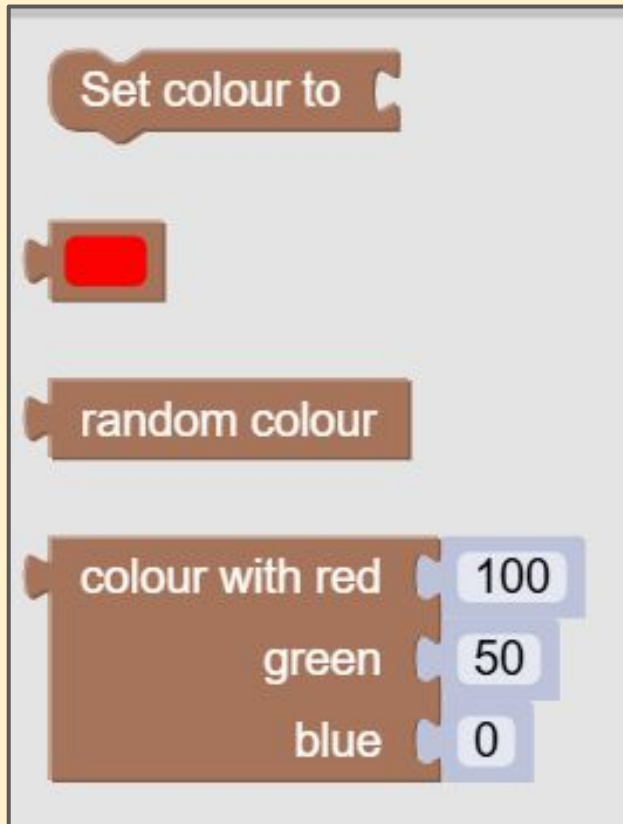 Set colour to
random colour
colour with red 100
green 50
blue 0